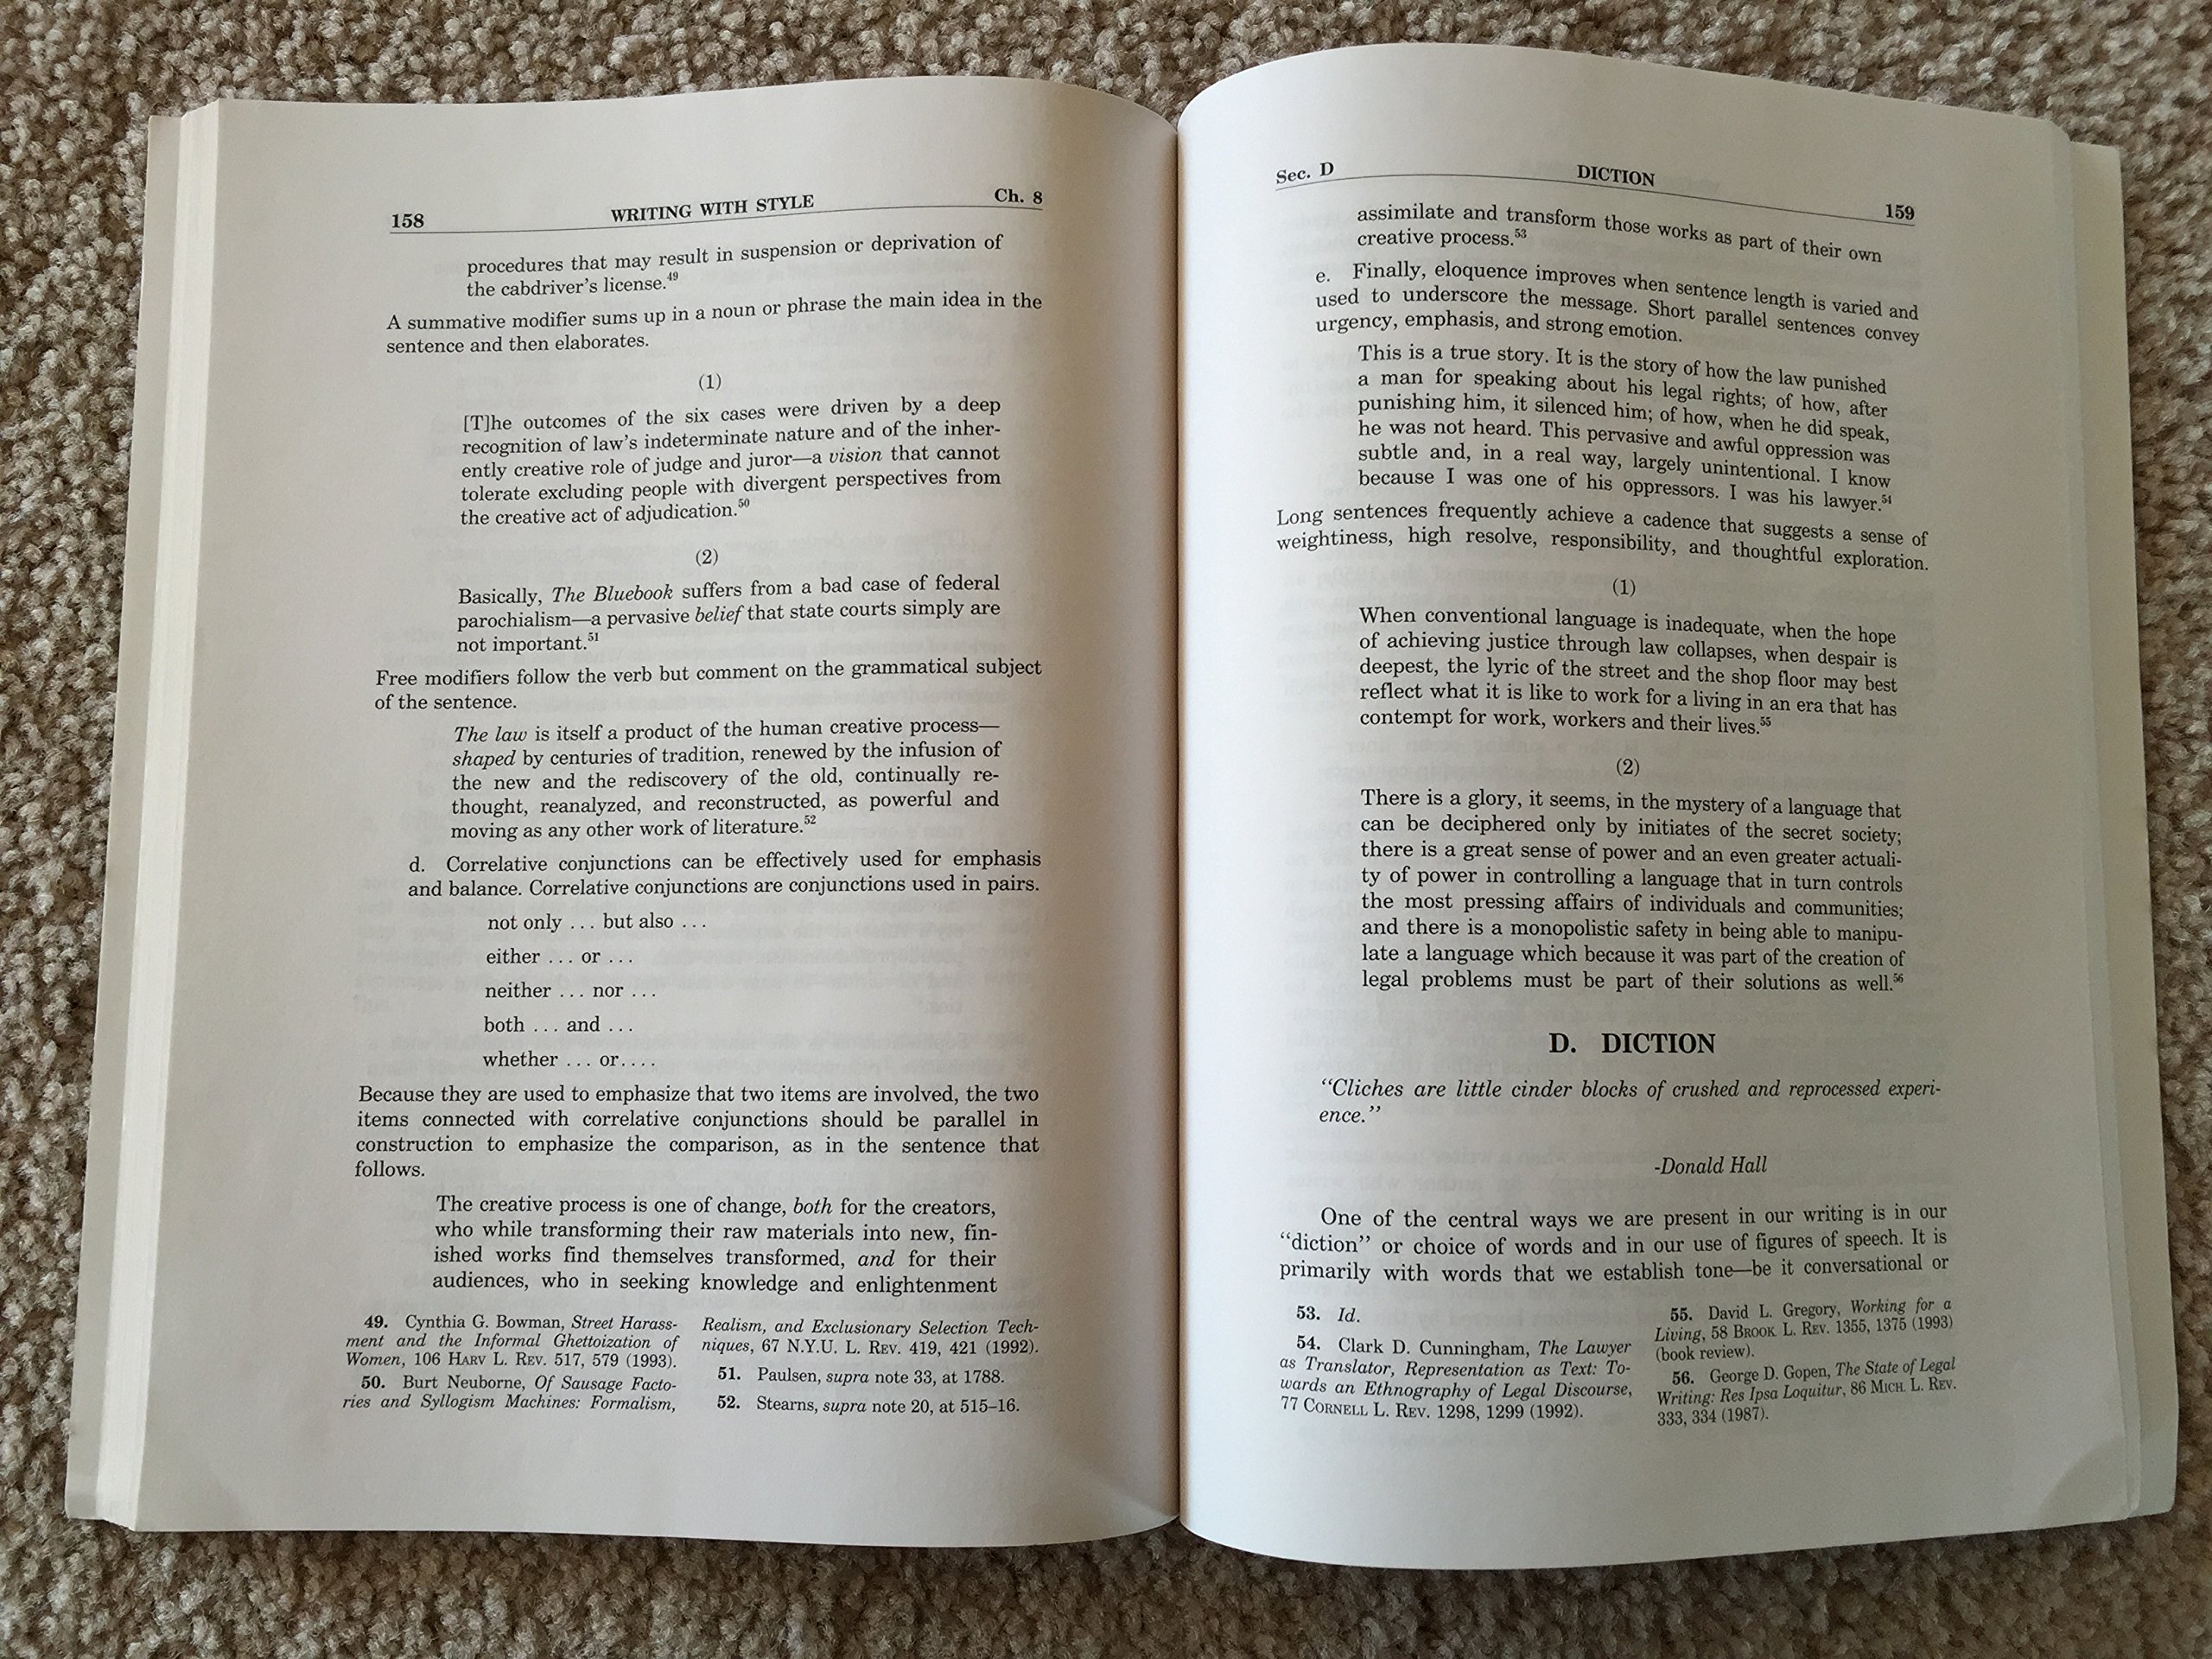 158 WRITING WITH STYLE Ch. 8
procedures that may result in suspension or deprivation of
the cabdriver's license.49
A summative modifier sums up in a noun or phrase the main idea in the
sentence and then elaborates.
(1)
[T]he outcomes of the six cases were driven by a deep
recognition of law's indeterminate nature and of the inher-
ently creative role of judge and juror—a vision that cannot
tolerate excluding people with divergent perspectives from
the creative act of adjudication.50
(2)
Basically, The Bluebook suffers from a bad case of federal
parochialism—a pervasive belief that state courts simply are
not important.51
Free modifiers follow the verb but comment on the grammatical subject
of the sentence.
The law is itself a product of the human creative process—
shaped by centuries of tradition, renewed by the infusion of
the new and the rediscovery of the old, continually re-
thought, reanalyzed, and reconstructed, as powerful and
moving as any other work of literature.52
d. Correlative conjunctions can be effectively used for emphasis
and balance. Correlative conjunctions are conjunctions used in pairs.
not only ... but also ...
either ... or ...
neither ... nor ...
both ... and ...
whether ... or....
Because they are used to emphasize that two items are involved, the two
items connected with correlative conjunctions should be parallel in
construction to emphasize the comparison, as in the sentence that
follows.
The creative process is one of change, both for the creators,
who while transforming their raw materials into new, fin-
ished works find themselves transformed, and for their
audiences, who in seeking knowledge and enlightenment
49. Cynthia G. Bowman, Street Harass-
ment and the Informal Ghettoization of
Women, 106 HARV L. REV. 517, 579 (1993).
50. Burt Neuborne, Of Sausage Facto-
ries and Syllogism Machines: Formalism,
Realism, and Exclusionary Selection Tech-
niques, 67 N.Y.U. L. REV. 419, 421 (1992).
51. Paulsen, supra note 33, at 1788.
52. Stearns, supra note 20, at 515–16.
Sec. D DICTION 159
assimilate and transform those works as part of their own
creative process.53
e. Finally, eloquence improves when sentence length is varied and
used to underscore the message. Short parallel sentences convey
urgency, emphasis, and strong emotion.
This is a true story. It is the story of how the law punished
a man for speaking about his legal rights; of how, after
punishing him, it silenced him; of how, when he did speak,
he was not heard. This pervasive and awful oppression was
subtle and, in a real way, largely unintentional. I know
because I was one of his oppressors. I was his lawyer.54
Long sentences frequently achieve a cadence that suggests a sense of
weightiness, high resolve, responsibility, and thoughtful exploration.
(1)
When conventional language is inadequate, when the hope
of achieving justice through law collapses, when despair is
deepest, the lyric of the street and the shop floor may best
reflect what it is like to work for a living in an era that has
contempt for work, workers and their lives.55
(2)
There is a glory, it seems, in the mystery of a language that
can be deciphered only by initiates of the secret society;
there is a great sense of power and an even greater actuali-
ty of power in controlling a language that in turn controls
the most pressing affairs of individuals and communities;
and there is a monopolistic safety in being able to manipu-
late a language which because it was part of the creation of
legal problems must be part of their solutions as well.56
D. DICTION
"Cliches are little cinder blocks of crushed and reprocessed experi-
ence."
-Donald Hall
One of the central ways we are present in our writing is in our
"diction" or choice of words and in our use of figures of speech. It is
primarily with words that we establish tone—be it conversational or
53. Id.
54. Clark D. Cunningham, The Lawyer
as Translator, Representation as Text: To-
wards an Ethnography of Legal Discourse,
77 CORNELL L. REV. 1298, 1299 (1992).
55. David L. Gregory, Working for a
Living, 58 BROOK. L. REV. 1355, 1375 (1993)
(book review).
56. George D. Gopen, The State of Legal
Writing: Res Ipsa Loquitur, 86 MICH. L. REV.
333, 334 (1987).